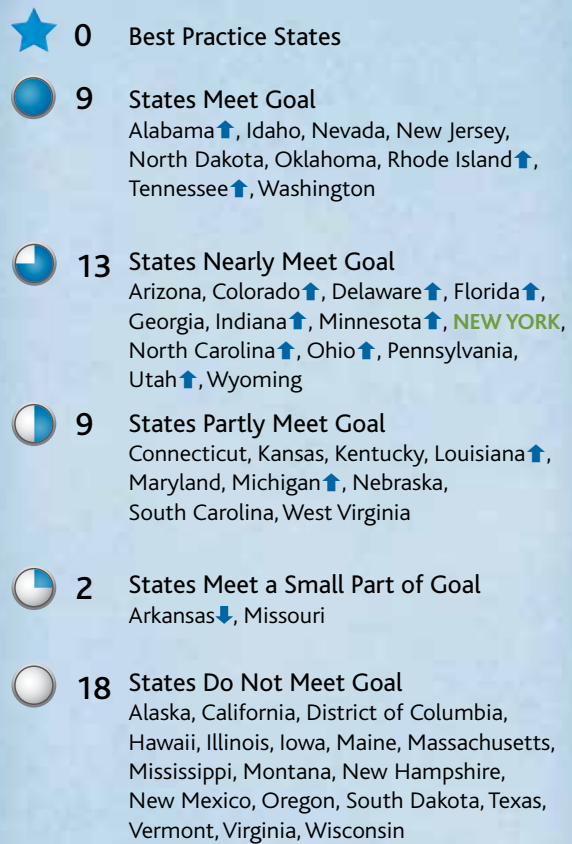 0 Best Practice States
9 States Meet Goal
Alabama⬆, Idaho, Nevada, New Jersey,
North Dakota, Oklahoma, Rhode Island⬆,
Tennessee⬆, Washington
13 States Nearly Meet Goal
Arizona, Colorado⬆, Delaware⬆, Florida⬆,
Georgia, Indiana⬆, Minnesota⬆, NEW YORK,
North Carolina⬆, Ohio⬆, Pennsylvania,
Utah⬆, Wyoming
9 States Partly Meet Goal
Connecticut, Kansas, Kentucky, Louisiana⬆,
Maryland, Michigan⬆, Nebraska,
South Carolina, West Virginia
2 States Meet a Small Part of Goal
Arkansas⬇, Missouri
18 States Do Not Meet Goal
Alaska, California, District of Columbia,
Hawaii, Illinois, Iowa, Maine, Massachusetts,
Mississippi, Montana, New Hampshire,
New Mexico, Oregon, South Dakota, Texas,
Vermont, Virginia, Wisconsin